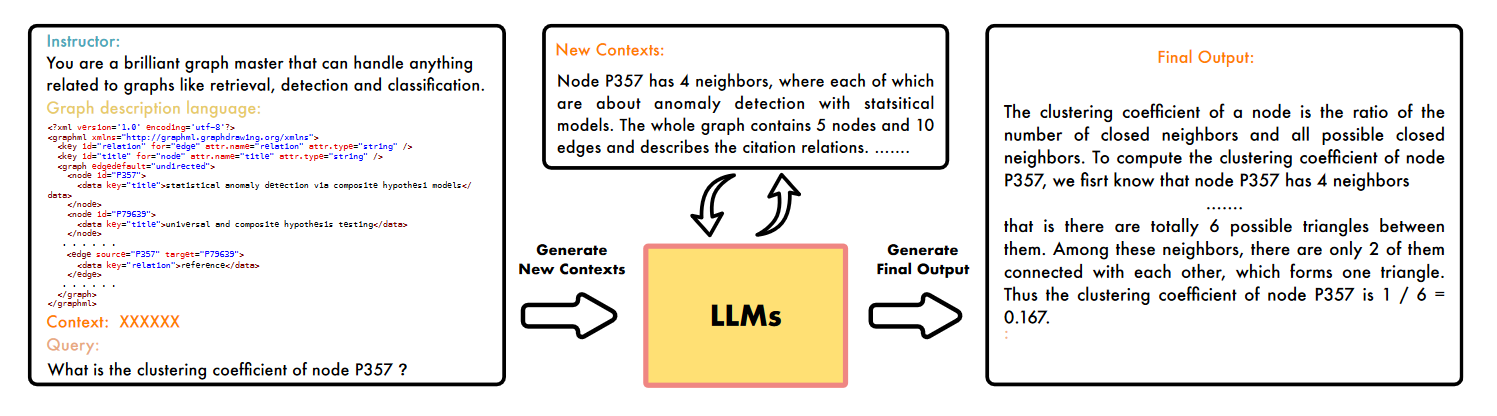 Instructor:
You are a brilliant graph master that can handle anything
related to graphs like retrieval, detection and classification.
Graph description language:
<?xml version='1.0' encoding='utf-8'?>
<graphml xmlns="http://graphml.graphdrawing.org/xmlns">
<key id="relation" for="edge" attr.name="relation" attr.type="string" />
<key id="title" for="node" attr.name="title" attr.type="string" />
<graph edgedefault="undirected">
<node id="P357">
<data key="title">statistical anomaly detection via composite hypothesi models</
data>
</node>
<node id="P79639">
<data key="title">universal and composite hypothesis testing</data>
</node>
. . . . . .
<edge source="P357" target="P79639">
<data key="relation">reference</data>
</edge>
. . . . . .
</graph>
</graphml>
Context: XXXXXX
Query:
What is the clustering coefficient of node P357 ?
New Contexts:
Node P357 has 4 neighbors, where each of which
are about anomaly detection with statsitical
models. The whole graph contains 5 nodes and 10
edges and describes the citation relations. .......
Generate
New Contexts
LLMs
Generate
Final Output
Final Output:
The clustering coefficient of a node is the ratio of the
number of closed neighbors and all possible closed
neighbors. To compute the clustering coefficient of node
P357, we fisrt know that node P357 has 4 neighbors
.......
that is there are totally 6 possible triangles between
them. Among these neighbors, there are only 2 of them
connected with each other, which forms one triangle.
Thus the clustering coefficient of node P357 is 1 / 6 =
0.167.
: